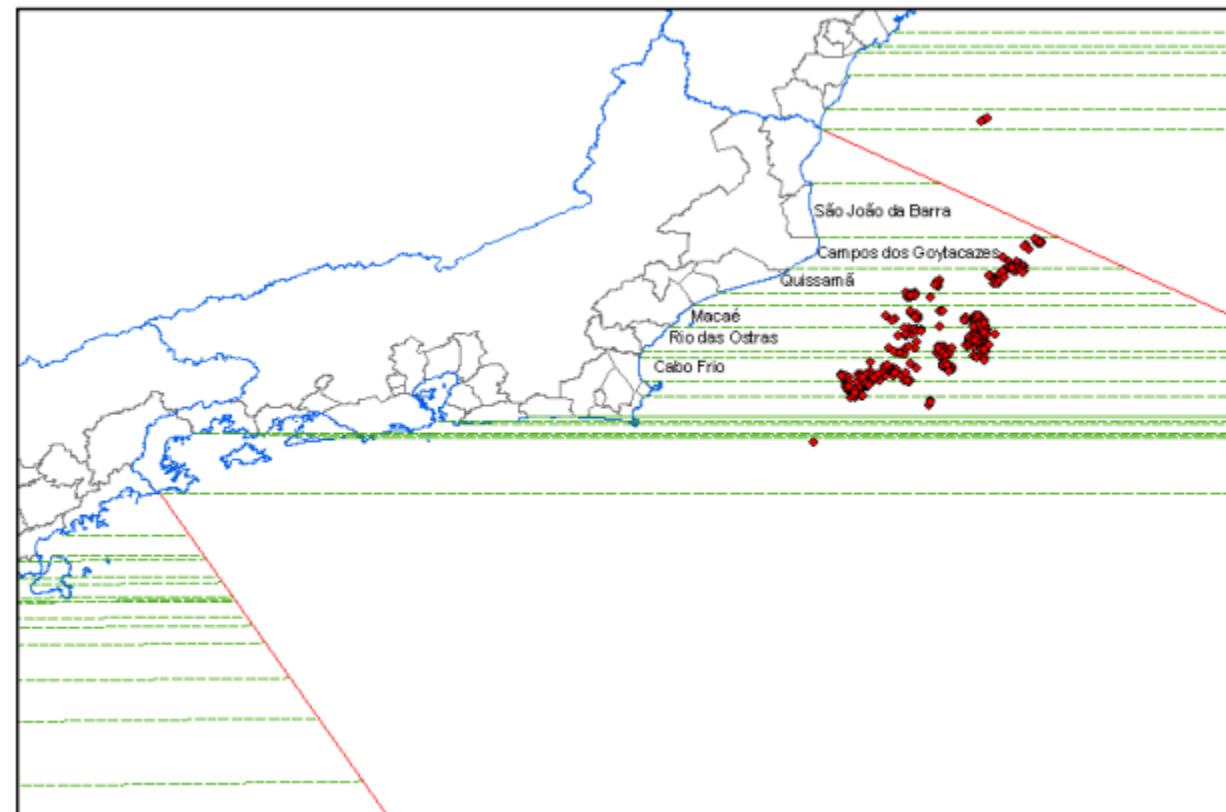 São João da Barra
Campos dos Goytacazes
Quissamã
Macaé
Rio das Ostras
Cabo Frio